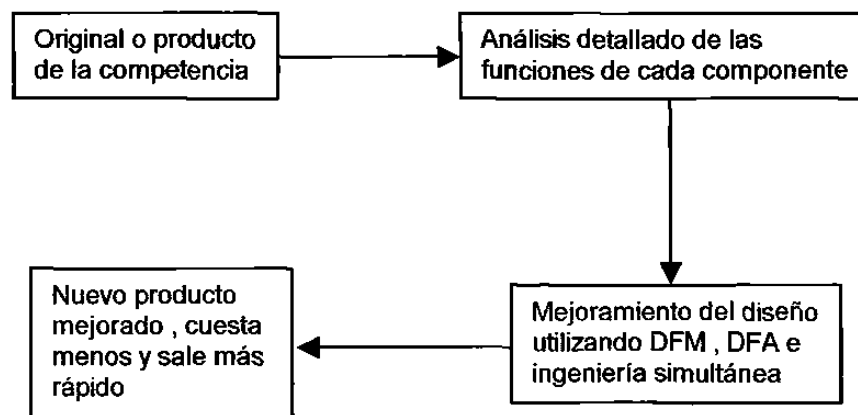 Original o producto
de la competencia
Análisis detallado de las
funciones de cada componente
Mejoramiento del diseño
utilizando DFM , DFA e
ingeniería simultánea
Nuevo producto
mejorado , cuesta
menos y sale más
rápido